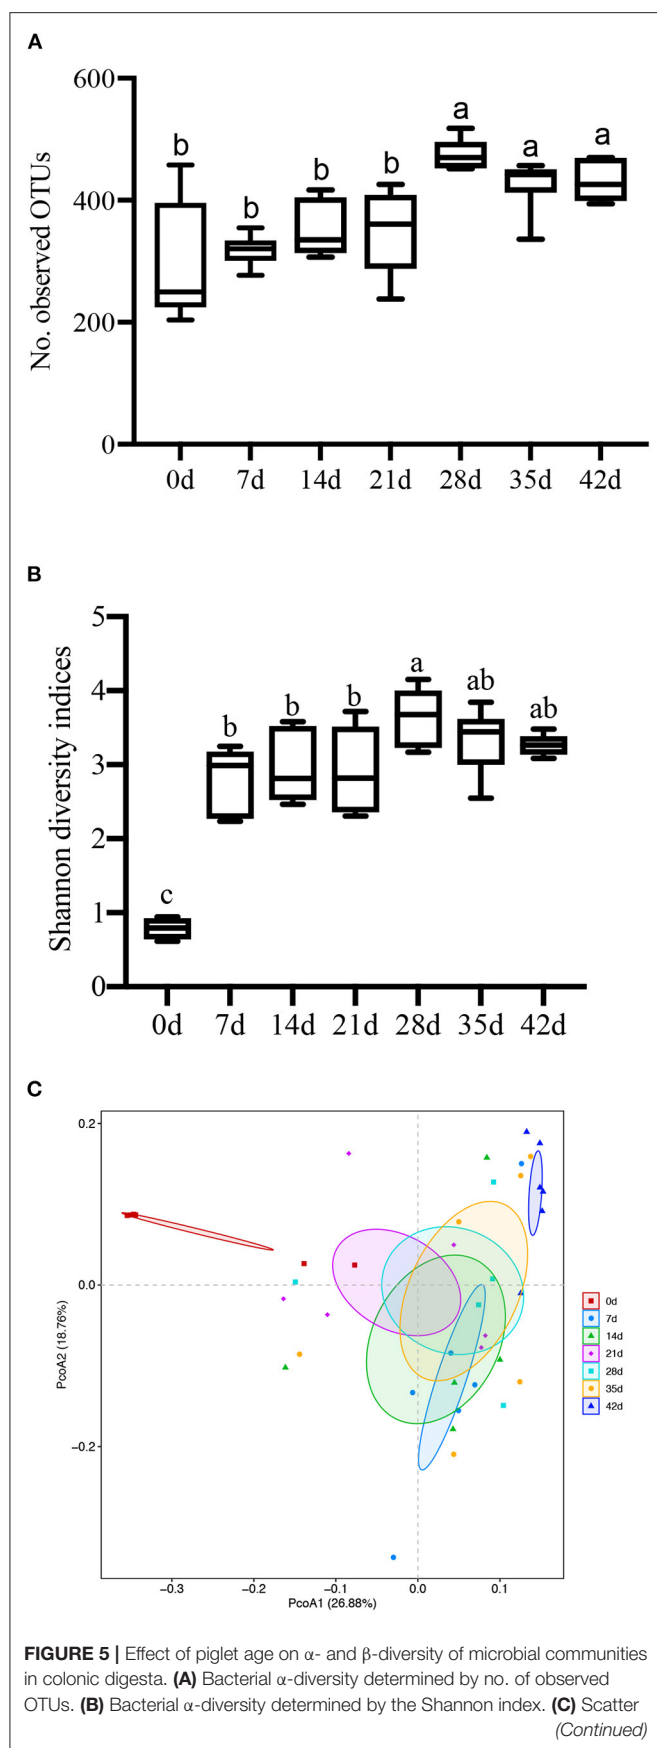 A
No. observed OTUs
600
400
200
0
b
b
b
b
a
a
a
0d 7d 14d 21d 28d 35d 42d
B
Shannon diversity indices
5
4
3
2
1
0
c
b
b
b
a
ab
ab
0d 7d 14d 21d 28d 35d 42d
C
PcoA2 (18.76%)
0.2
0.0
−0.2
−0.3 −0.2 −0.1 0.0 0.1
PcoA1 (26.88%)
0d
7d
14d
21d
28d
35d
42d
FIGURE 5 | Effect of piglet age on α- and β-diversity of microbial communities
in colonic digesta. (A) Bacterial α-diversity determined by no. of observed
OTUs. (B) Bacterial α-diversity determined by the Shannon index. (C) Scatter
(Continued)